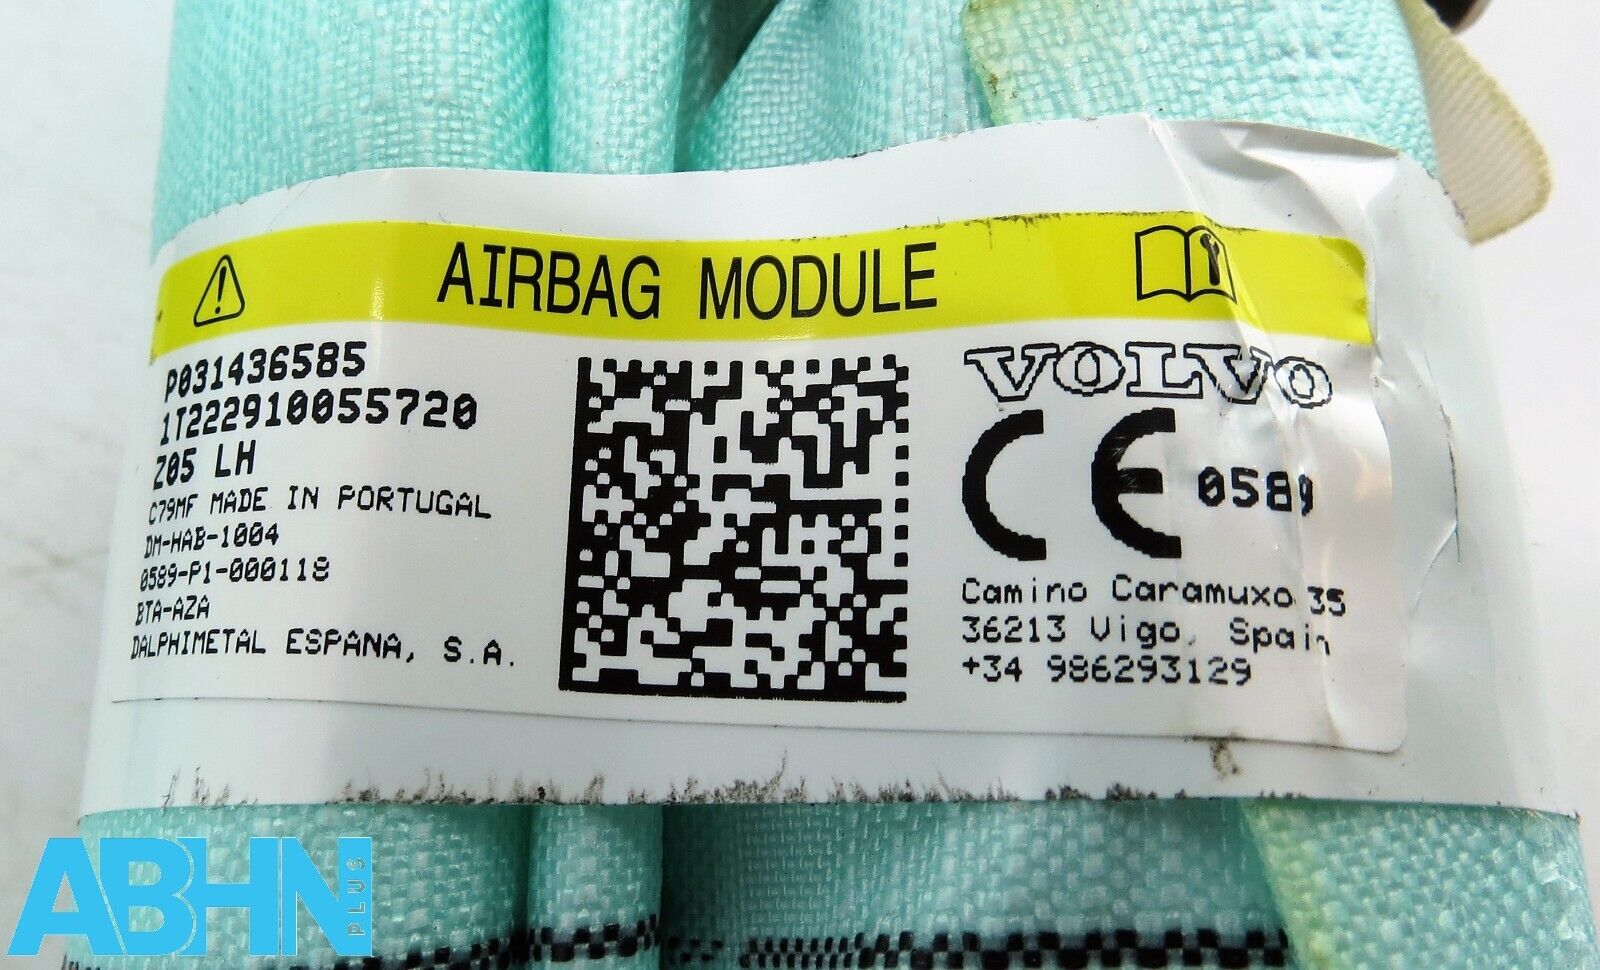 AIRBAG MODULE
P031436585
1T222910055720
Z05 LH
C79MF MADE IN PORTUGAL
DM-HAB-1004
0589-P1-000118
BTA-AZA
DALPHIMETAL ESPANA, S.A.
VOLVO
CE 0589
Camino Caramuxo 35
36213 Vigo, Spain
+34 986293129
ABHN PLUS